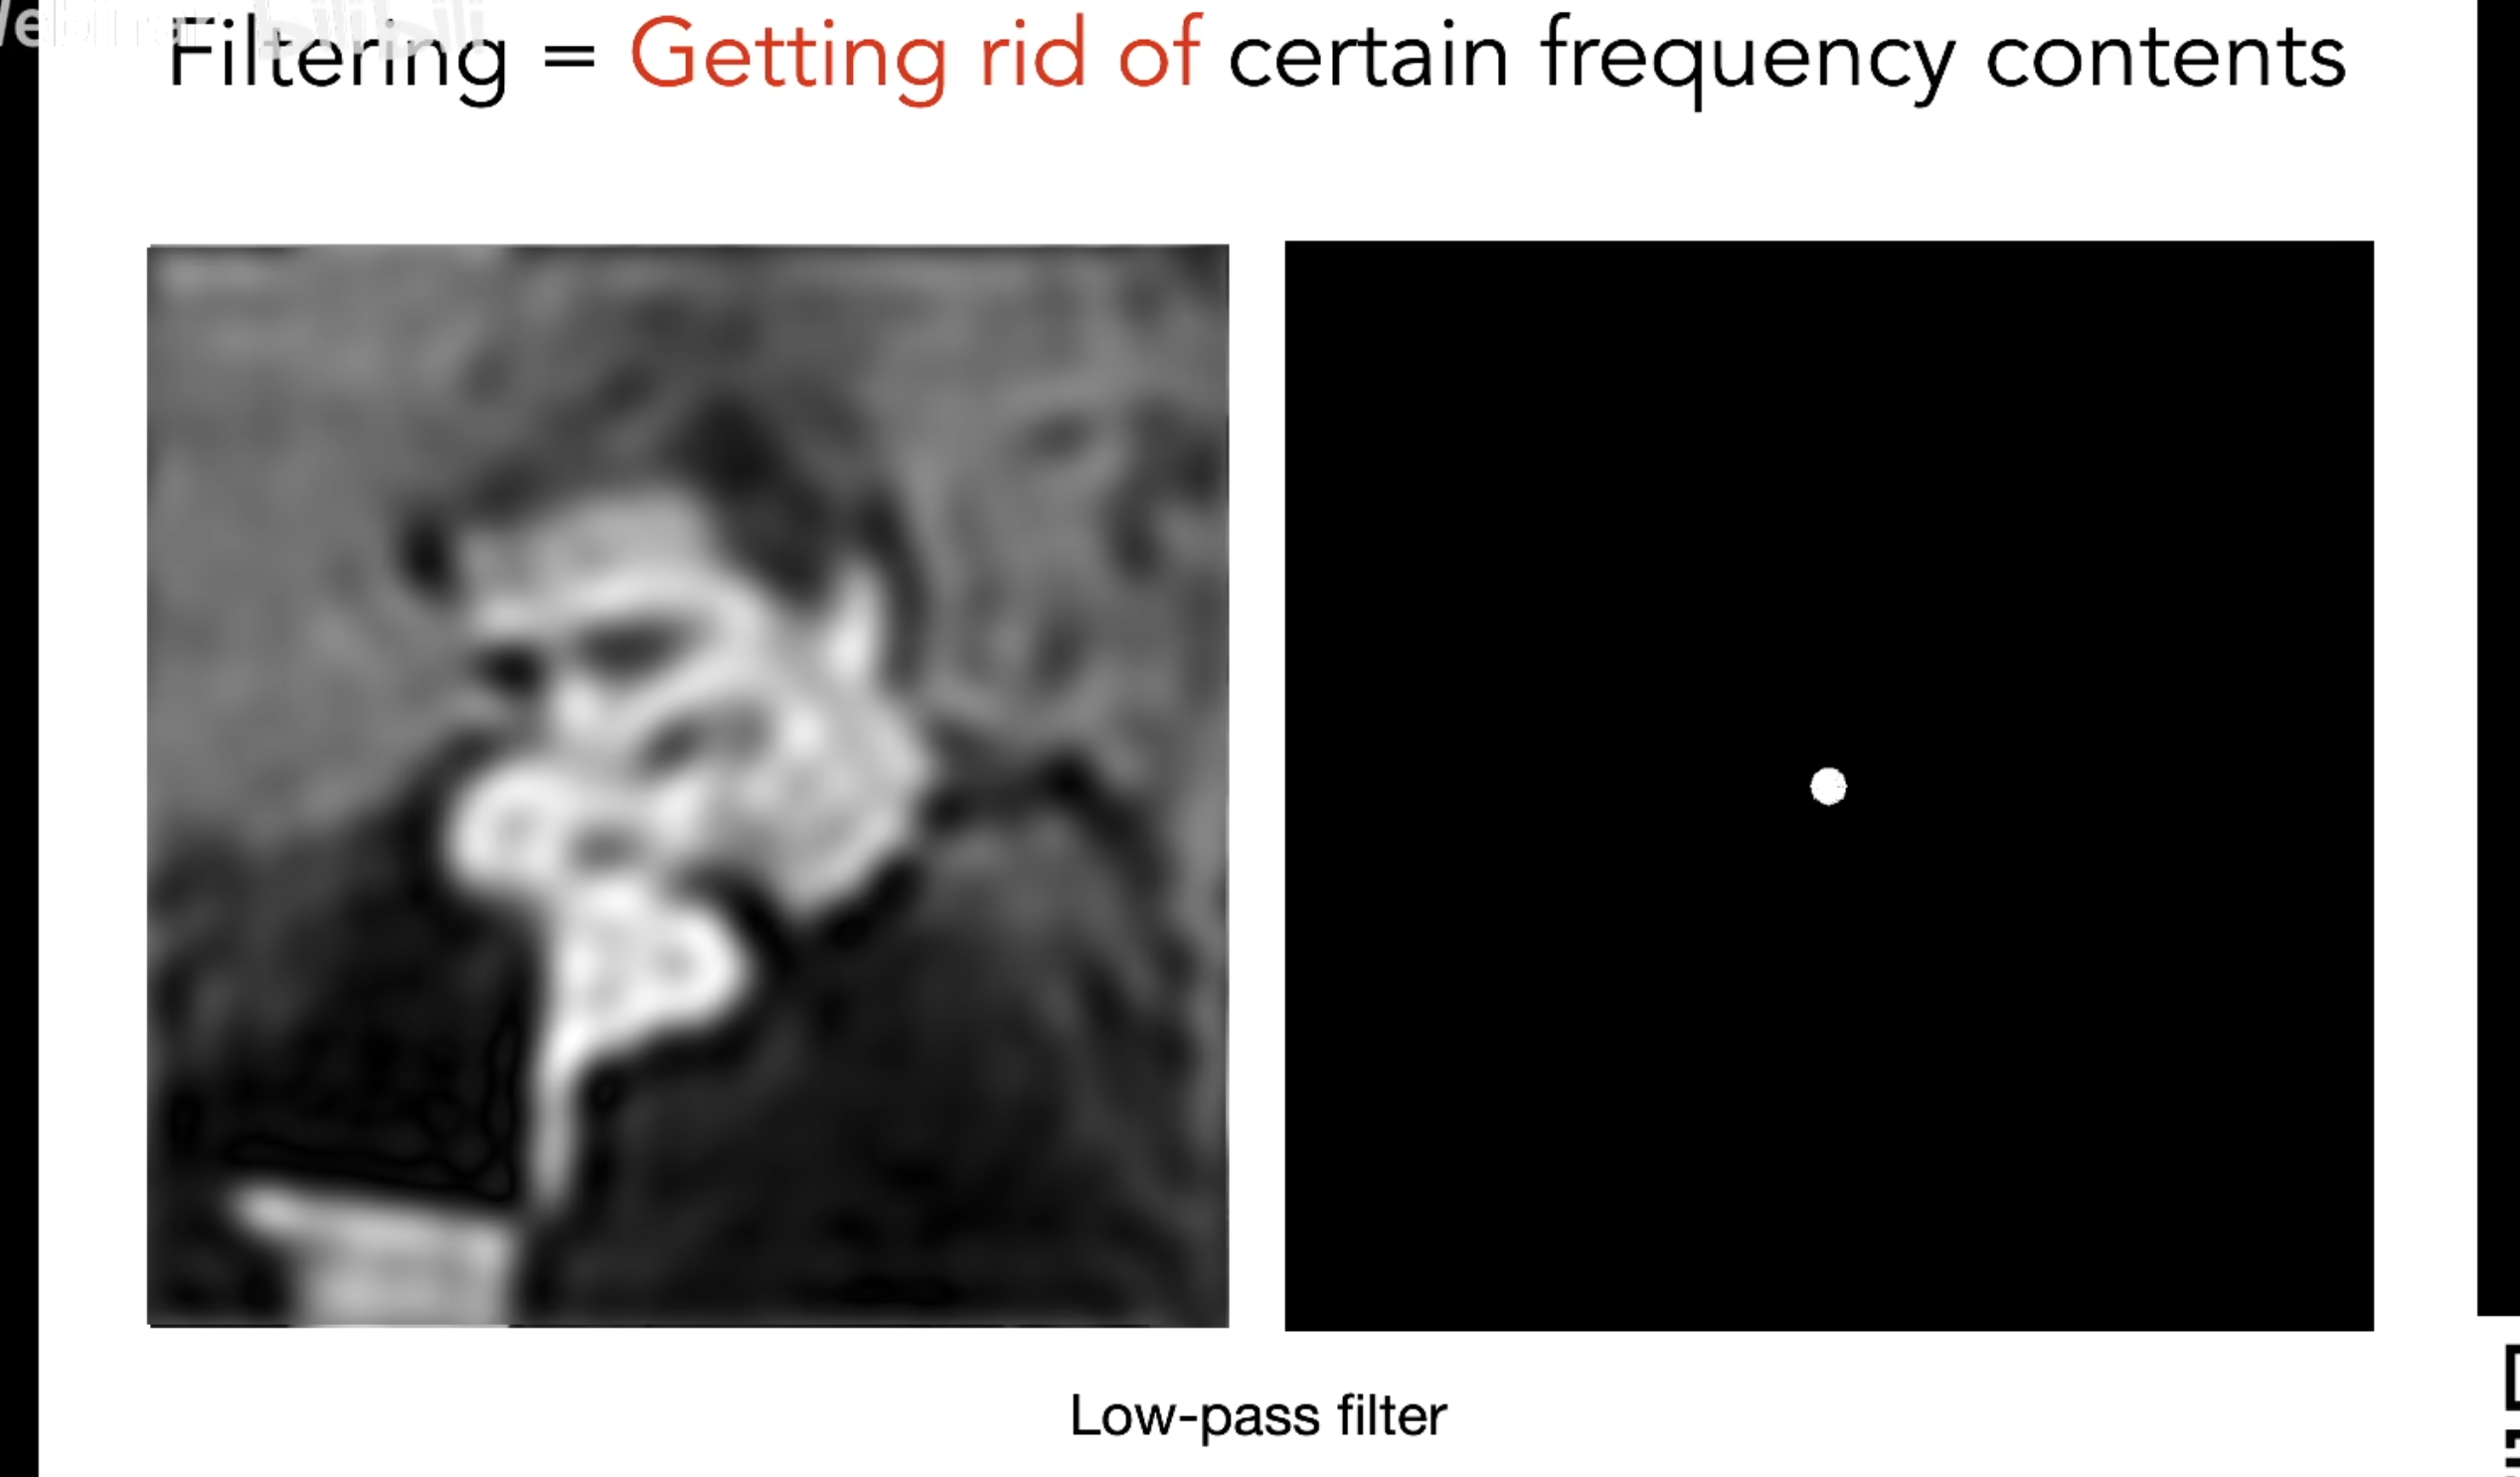 Filtering = Getting rid of certain frequency contents
Low-pass filter